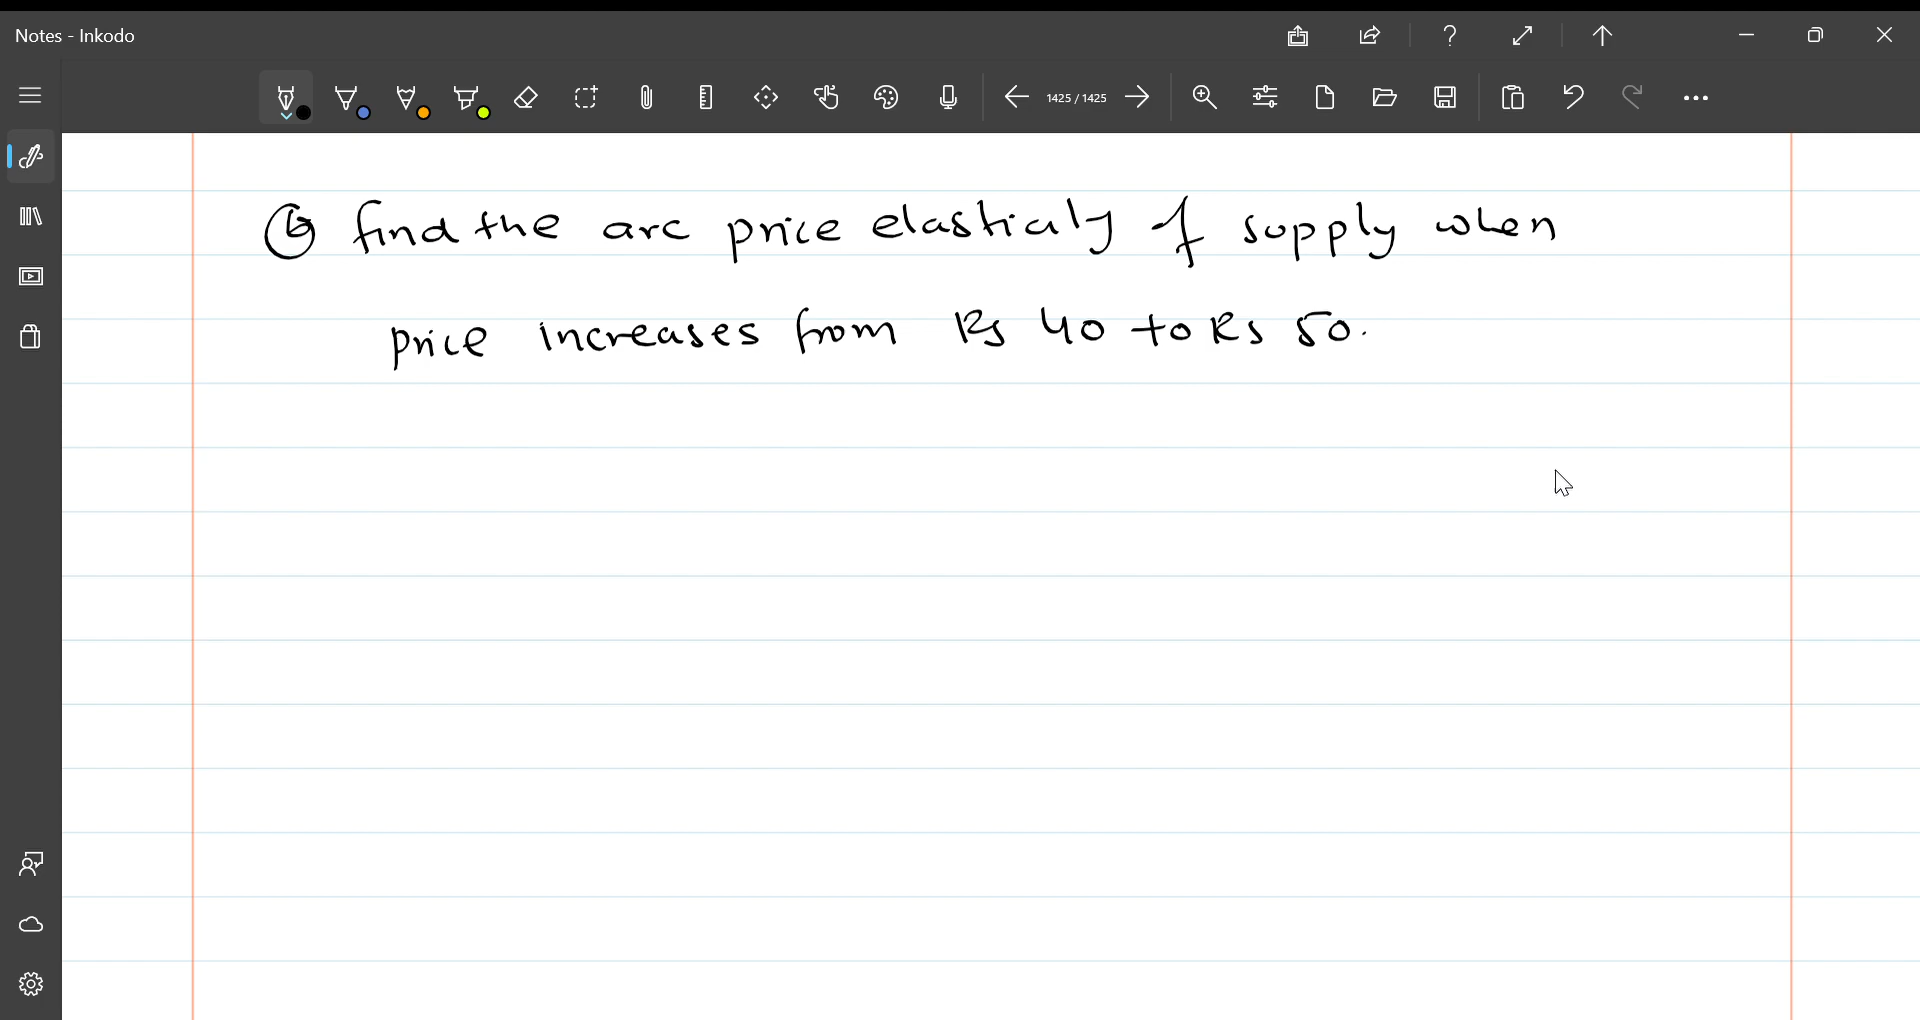 Notes - Inkodo
1425 / 1425
find the arc price elasticity of supply when
price increases from Rs 40 to Rs 50.